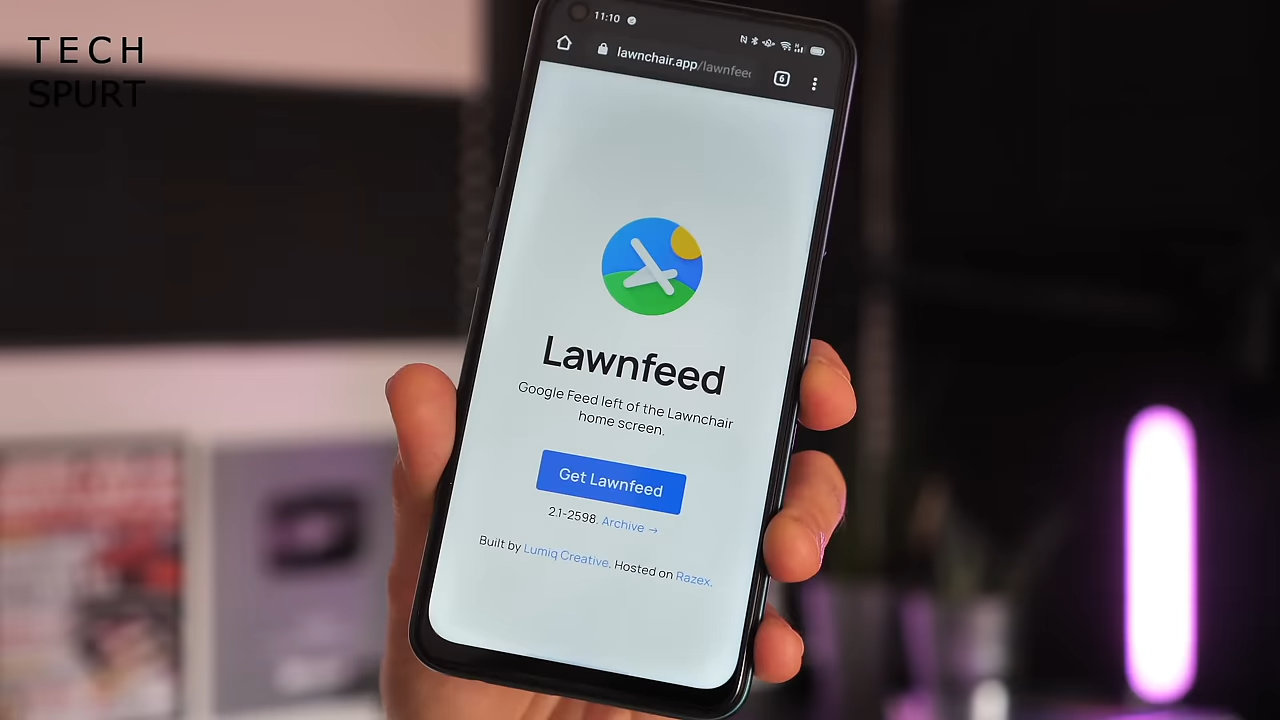 TECH
SPURT
11:10
lawnchair.app/lawnfeed
6
Lawnfeed
Google Feed left of the Lawnchair
home screen.
Get Lawnfeed
2.1-2598. Archive →
Built by Lumiq Creative. Hosted on Razex.